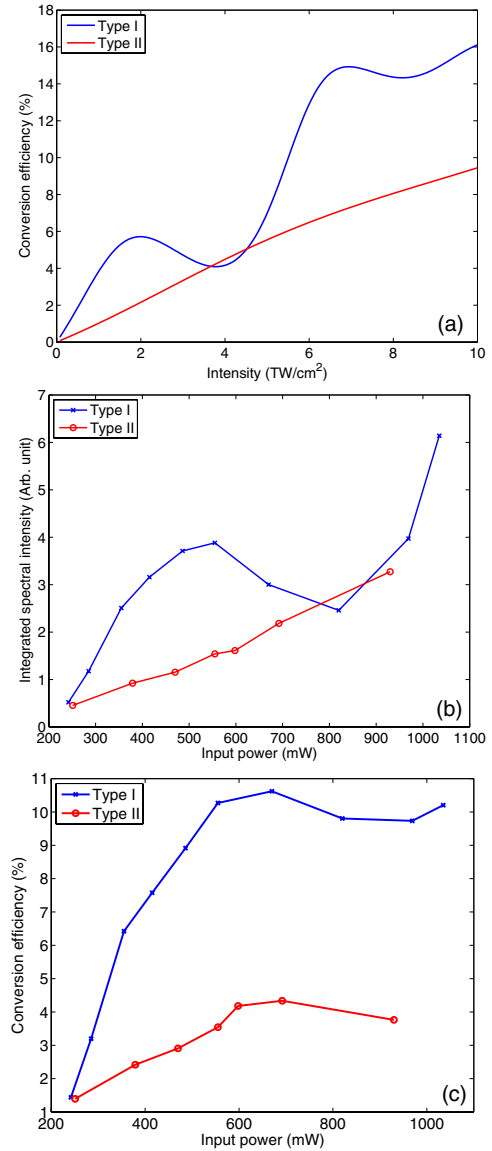 18
16
14
12
10
8
6
4
2
0
Conversion efficiency (%)
Type I
Type II
(a)
0 2 4 6 8 10
Intensity (TW/cm²)
7
6
5
4
3
2
1
0
Integrated spectral intensity (Arb. unit)
Type I
Type II
(b)
200 300 400 500 600 700 800 900 1000 1100
Input power (mW)
11
10
9
8
7
6
5
4
3
2
1
Conversion efficiency (%)
Type I
Type II
(c)
200 400 600 800 1000
Input power (mW)